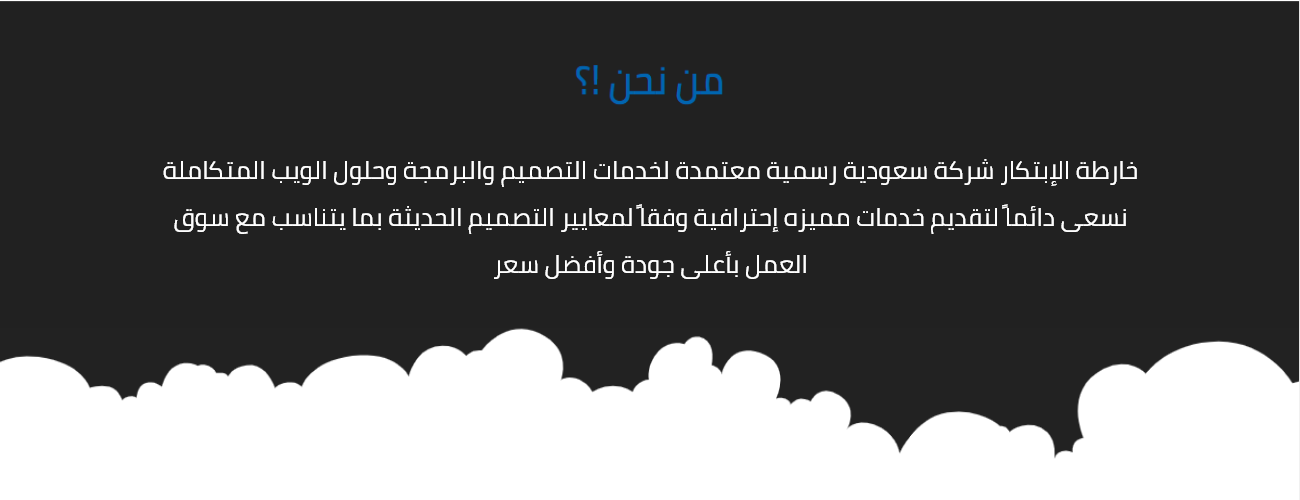 من نحن !؟
خارطة الإبتكار شركة سعودية رسمية معتمدة لخدمات التصميم والبرمجة وحلول الويب المتكاملة
نسعى دائماً لتقديم خدمات مميزه إحترافية وفقاً لمعايير التصميم الحديثة بما يتناسب مع سوق
العمل بأعلى جودة وأفضل سعر